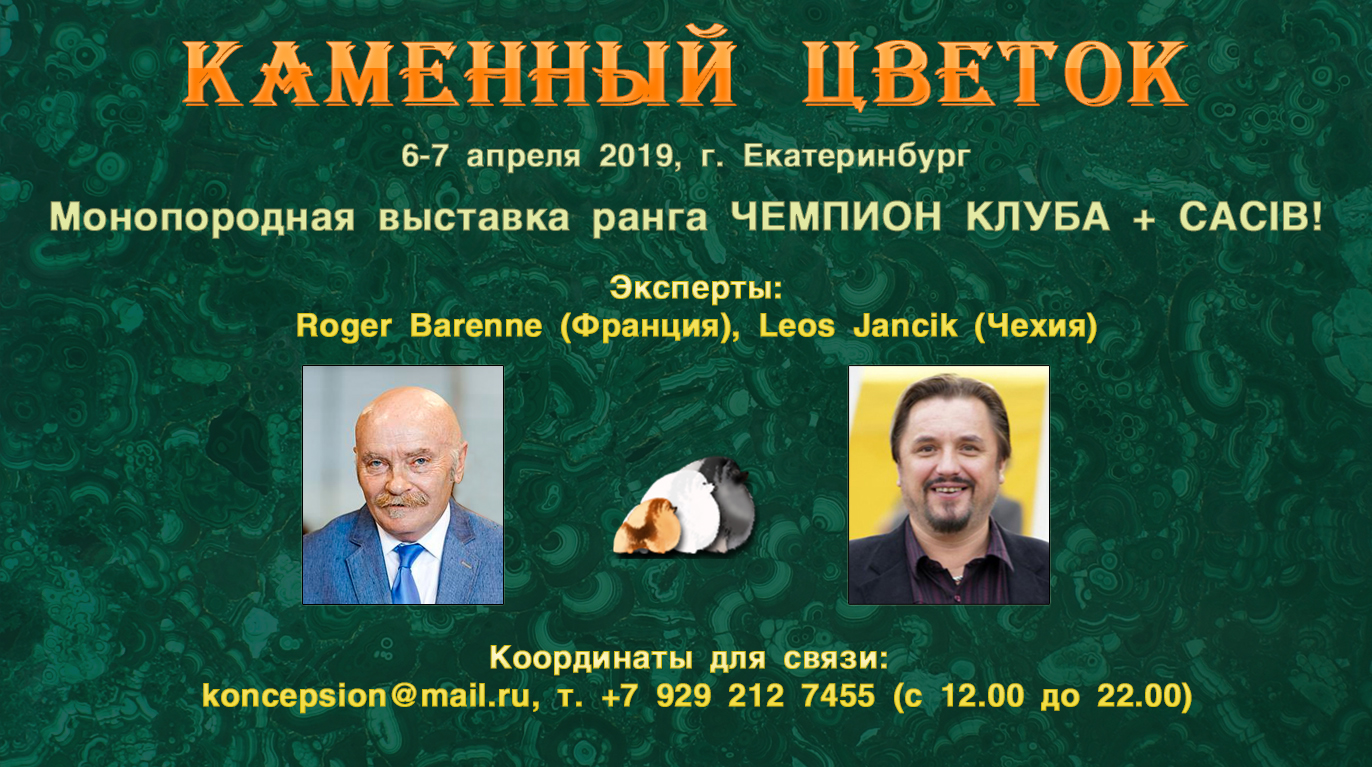 КАМЕННЫЙ ЦВЕТОК
6-7 апреля 2019, г. Екатеринбург
Монопородная выставка ранга ЧЕМПИОН КЛУБА + CACIB!
Эксперты:
Roger Barenne (Франция), Leos Jancik (Чехия)
Координаты для связи:
koncepsion@mail.ru, т. +7 929 212 7455 (с 12.00 до 22.00)